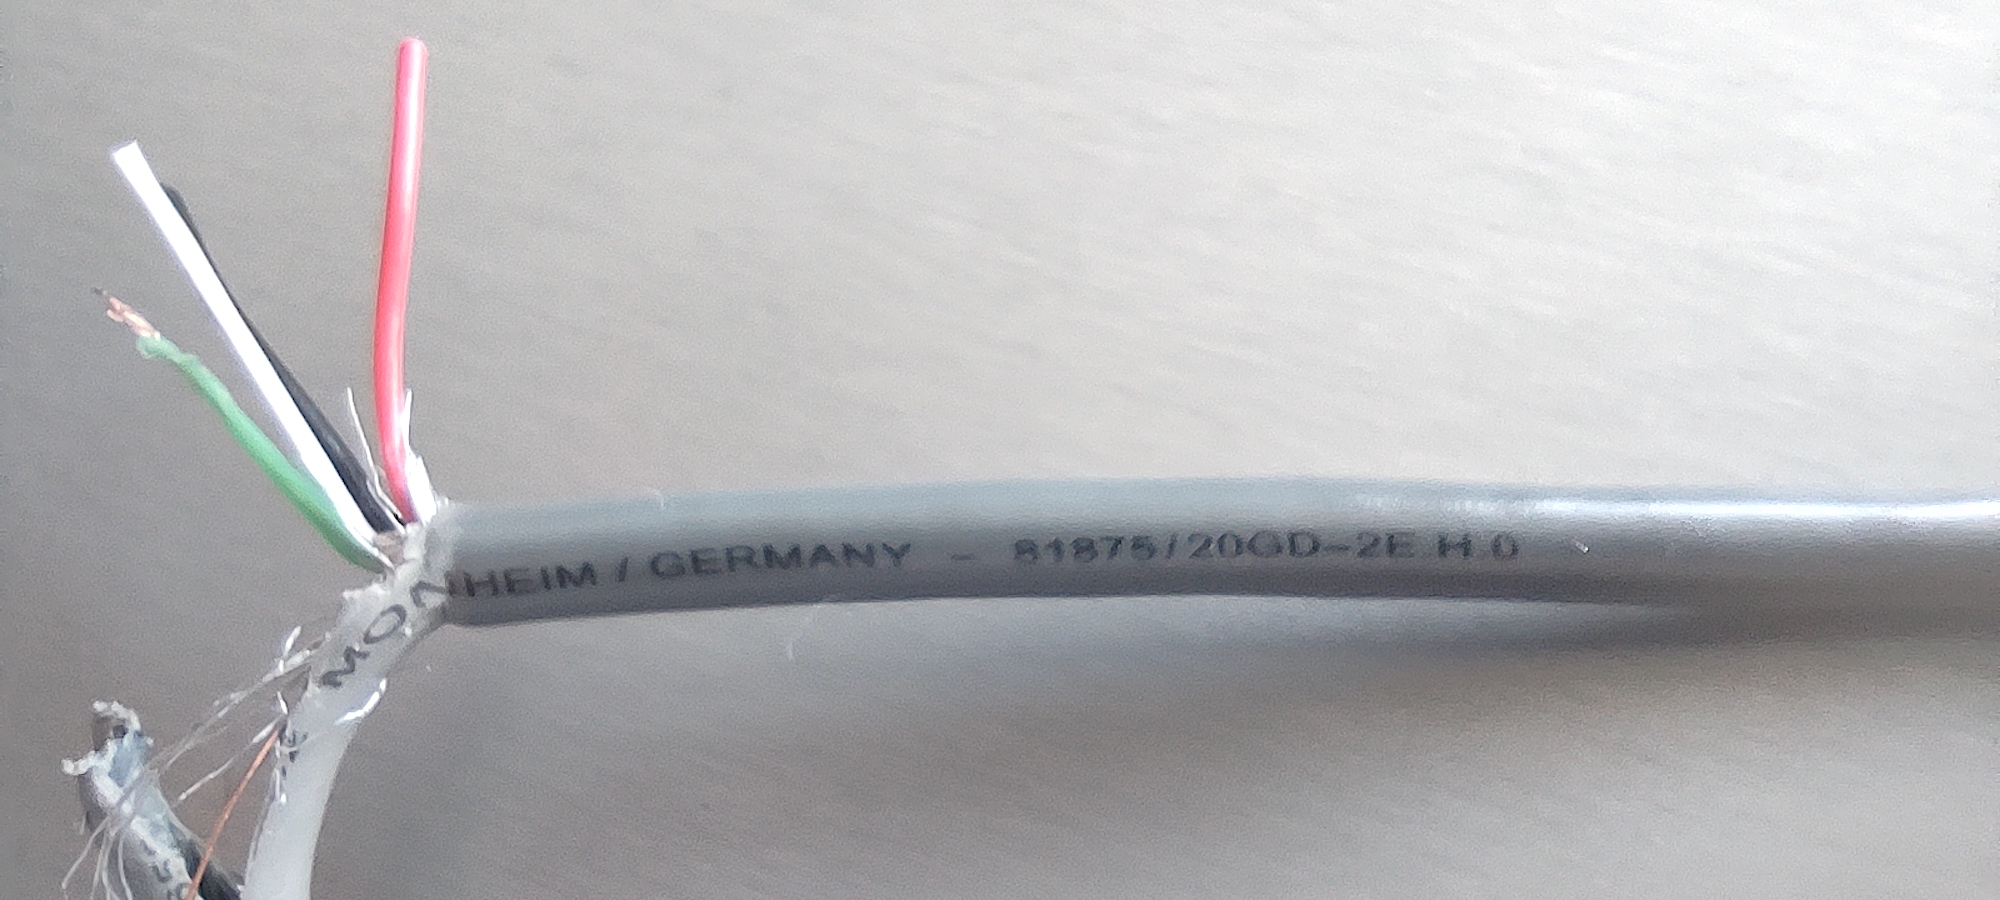 MONHEIM / GERMANY - 81875/20GD-2E H 0